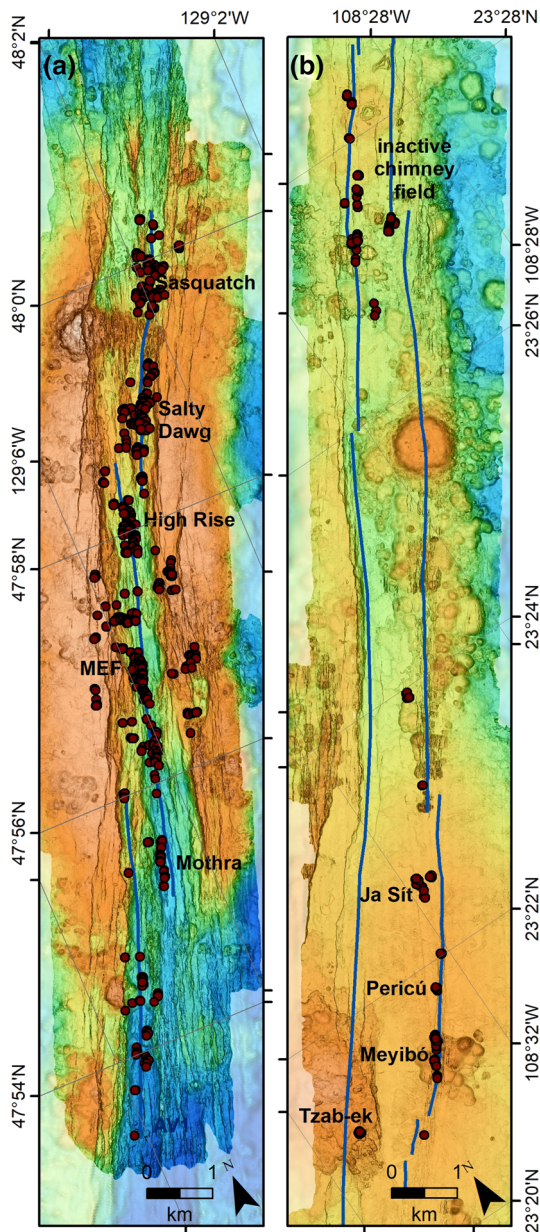 129°2'W
108°28'W
23°28'N
48°2'N
(a)
(b)
inactive
chimney
field
108°28'W
Sasquatch
48°0'N
23°26'N
Salty
Dawg
129°6'W
High Rise
47°58'N
23°24'N
MEF
47°56'N
Mothra
Ja Sít
23°22'N
Pericú
Meyibó
108°32'W
47°54'N
Tzab-ek
AV1
0 1
km
N
0 1
km
N
23°20'N